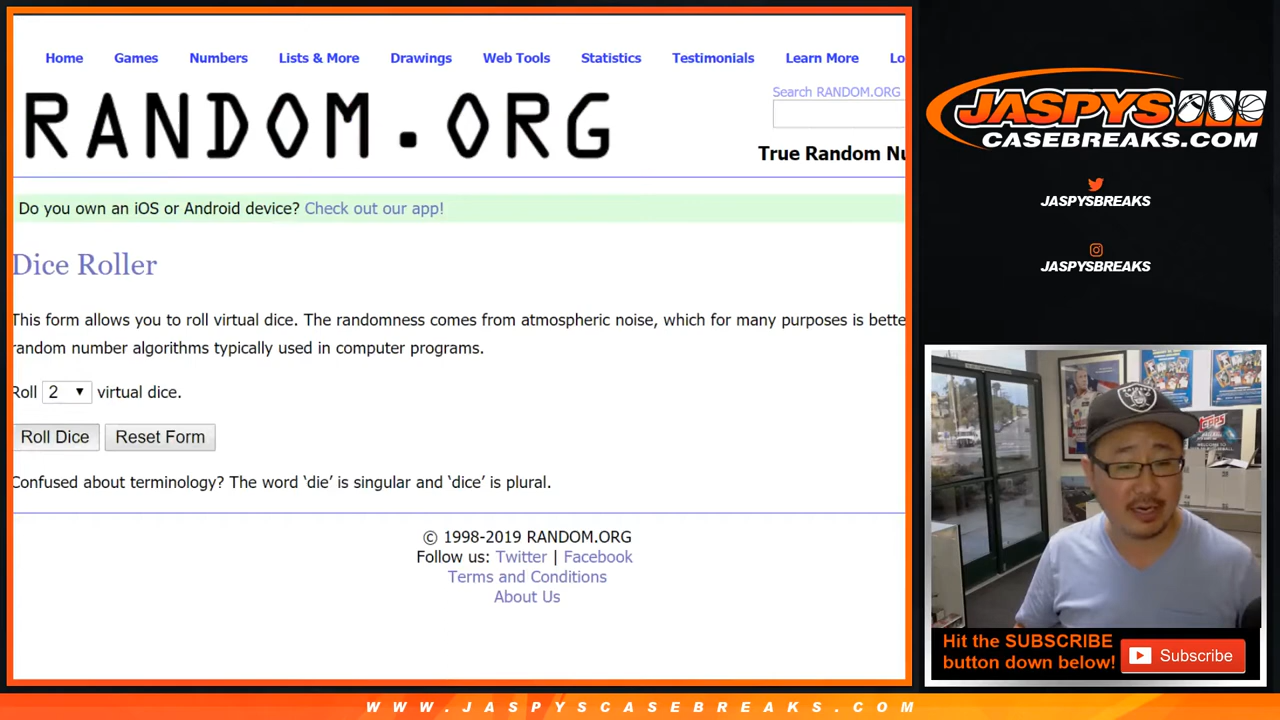 Home Games Numbers Lists & More Drawings Web Tools Statistics Testimonials Learn More Lo
RANDOM.ORG
Search RANDOM.ORG
True Random Nu
Do you own an iOS or Android device? Check out our app!
Dice Roller
This form allows you to roll virtual dice. The randomness comes from atmospheric noise, which for many purposes is bette
random number algorithms typically used in computer programs.
Roll 2 virtual dice.
Roll Dice Reset Form
Confused about terminology? The word ‘die’ is singular and ‘dice’ is plural.
© 1998-2019 RANDOM.ORG
Follow us: Twitter | Facebook
Terms and Conditions
About Us
JASPYS
CASEBREAKS.COM
JASPYSBREAKS
JASPYSBREAKS
RAIDERS
TOPPS
Hit the SUBSCRIBE
button down below!
Subscribe
WWW.JASPYSCASEBREAKS.COM